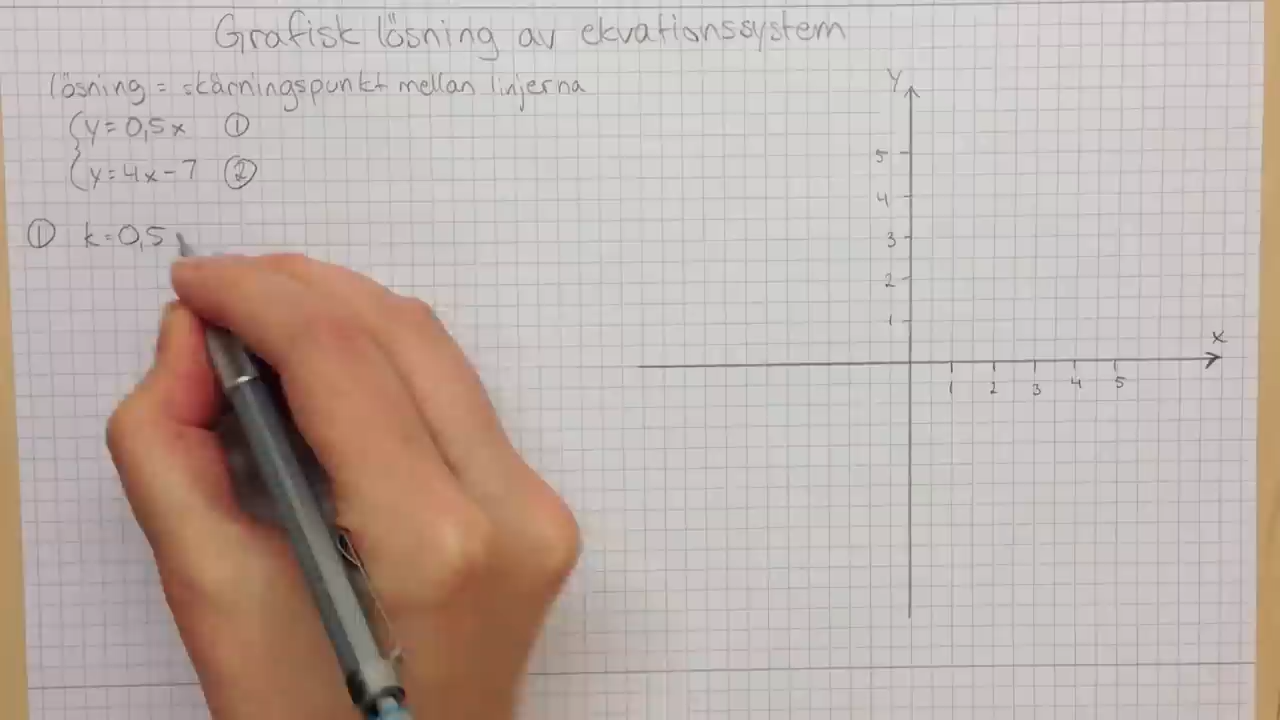 Grafisk lösning av ekvationssystem
lösning = skärningspunkt mellan linjerna
y = 0,5x ①
y = 4x - 7 ②
① k = 0,5
y
5
4
3
2
1
x
1 2 3 4 5